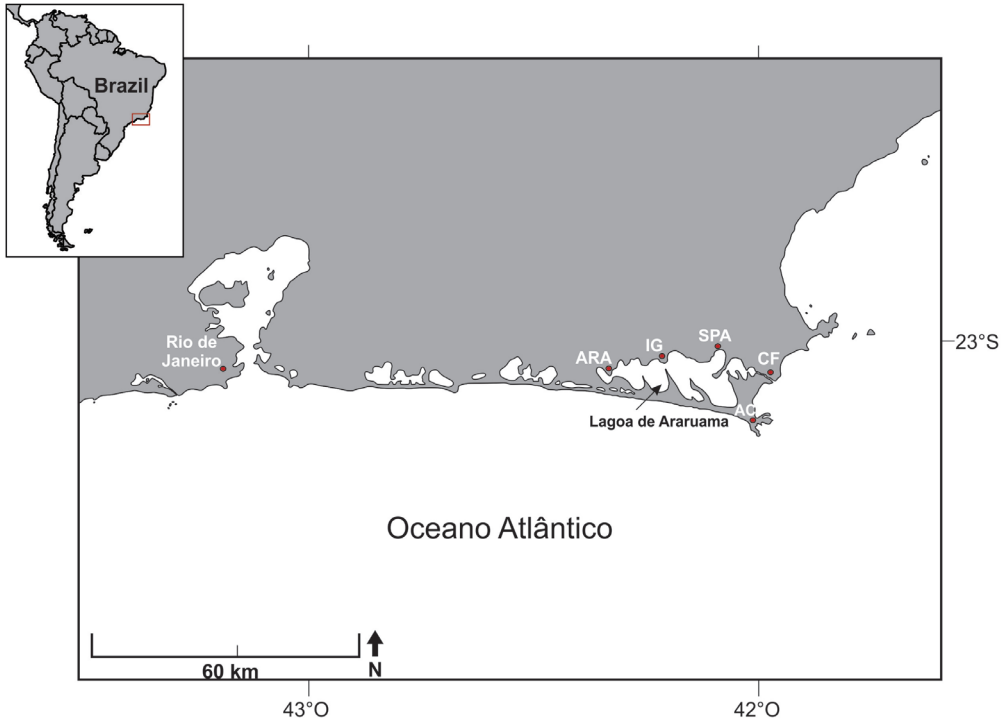 Brazil
23°S
Rio de
Janeiro
ARA
IG
SPA
CF
AC
Lagoa de Araruama
Oceano Atlântico
60 km
N
43°O
42°O